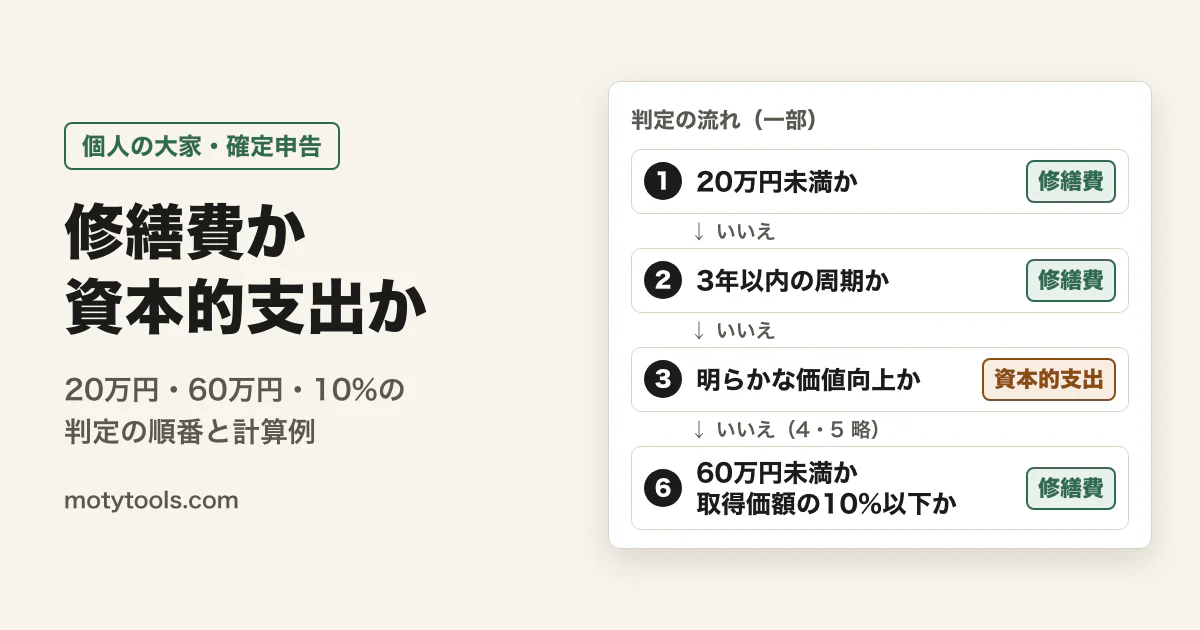 個人の大家・確定申告
修繕費か
資本的支出か
20万円・60万円・10%の
判定の順番と計算例
motytools.com
判定の流れ（一部）
1 20万円未満か 修繕費
↓ いいえ
2 3年以内の周期か 修繕費
↓ いいえ
3 明らかな価値向上か 資本的支出
↓ いいえ（4・5 略）
6 60万円未満か
取得価額の10%以下か 修繕費